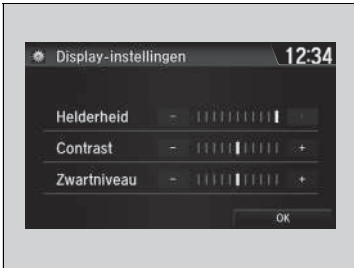 Display-instellingen 12:34
Helderheid -
Contrast - +
Zwartniveau - +
OK